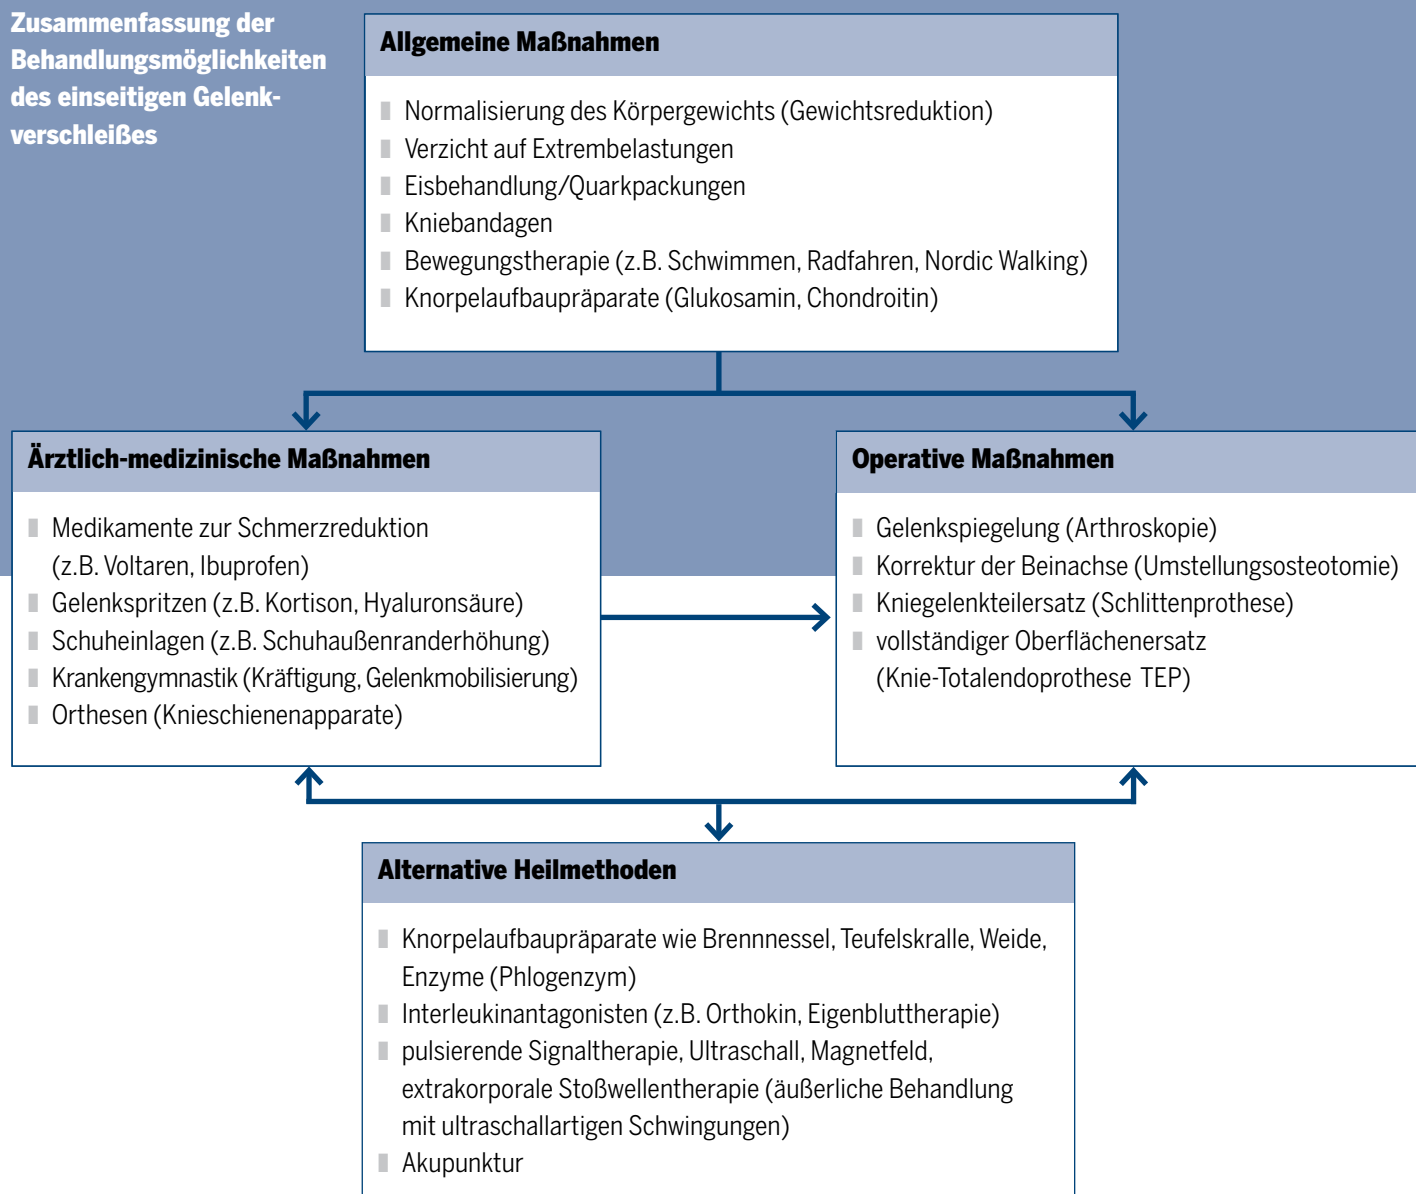 Zusammenfassung der
Behandlungsmöglichkeiten
des einseitigen Gelenk-
verschleißes
Allgemeine Maßnahmen
Normalisierung des Körpergewichts (Gewichtsreduktion)
Verzicht auf Extrembelastungen
Eisbehandlung/Quarkpackungen
Kniebandagen
Bewegungstherapie (z.B. Schwimmen, Radfahren, Nordic Walking)
Knorpelaufbaupräparate (Glukosamin, Chondroitin)
Ärztlich-medizinische Maßnahmen
Medikamente zur Schmerzreduktion
(z.B. Voltaren, Ibuprofen)
Gelenkspritzen (z.B. Kortison, Hyaluronsäure)
Schuheinlagen (z.B. Schuhaußenranderhöhung)
Krankengymnastik (Kräftigung, Gelenkmobilisierung)
Orthesen (Knieschienenapparate)
Operative Maßnahmen
Gelenkspiegelung (Arthroskopie)
Korrektur der Beinachse (Umstellungsosteotomie)
Kniegelenkteilersatz (Schlittenprothese)
vollständiger Oberflächenersatz
(Knie-Totalendoprothese TEP)
Alternative Heilmethoden
Knorpelaufbaupräparate wie Brennnessel, Teufelskralle, Weide,
Enzyme (Phlogenzym)
Interleukinantagonisten (z.B. Orthokin, Eigenbluttherapie)
pulsierende Signaltherapie, Ultraschall, Magnetfeld,
extrakorporale Stoßwellentherapie (äußerliche Behandlung
mit ultraschallartigen Schwingungen)
Akupunktur